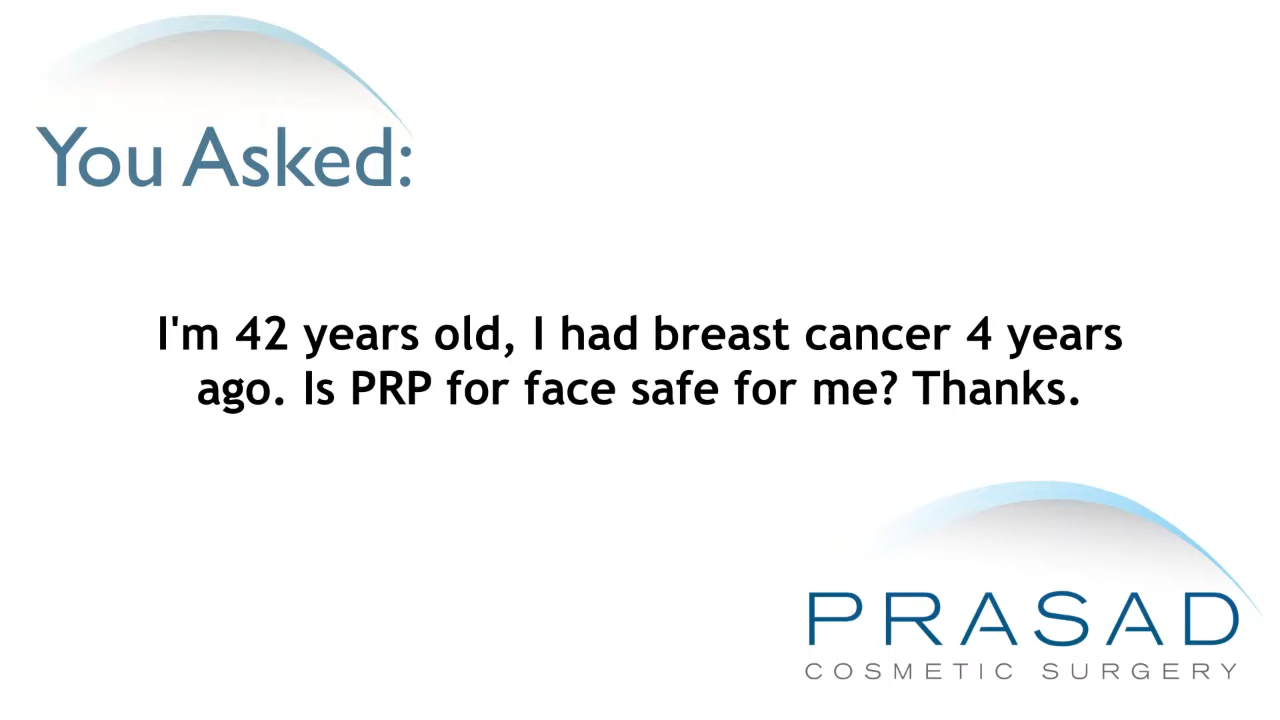 You Asked:
I'm 42 years old, I had breast cancer 4 years
ago. Is PRP for face safe for me? Thanks.
PRASAD
COSMETIC SURGERY